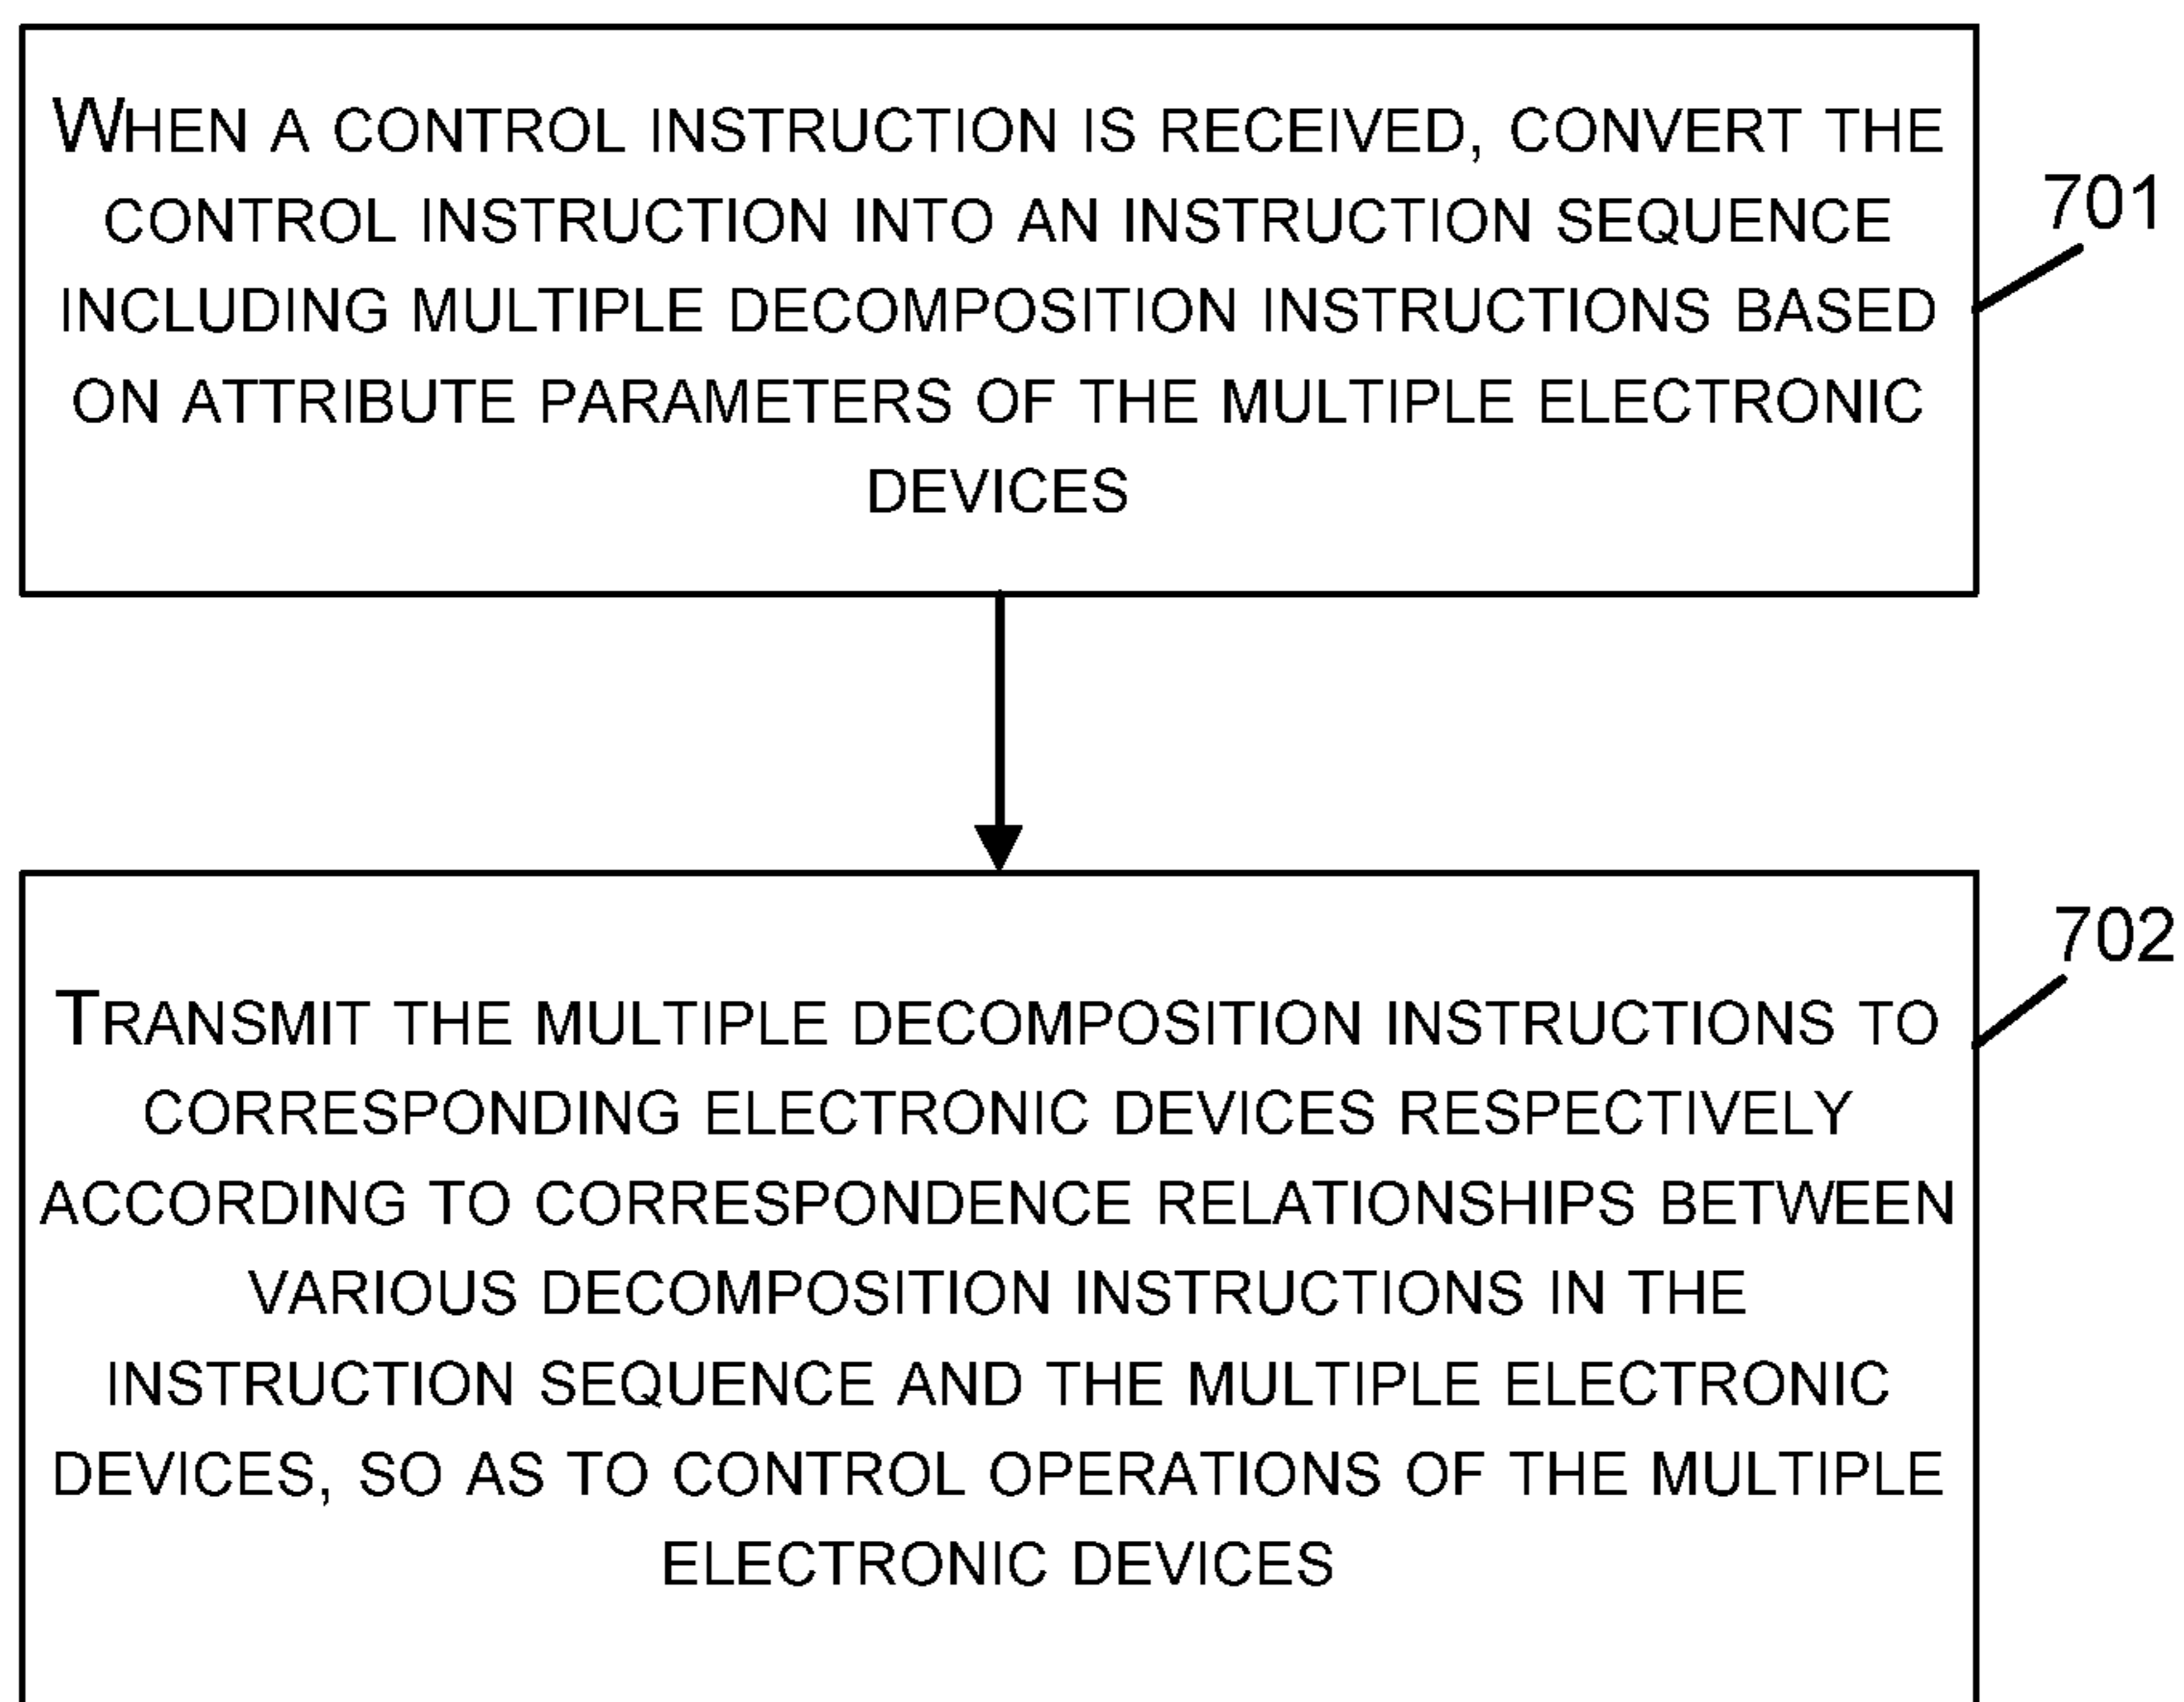 WHEN A CONTROL INSTRUCTION IS RECEIVED, CONVERT THE
CONTROL INSTRUCTION INTO AN INSTRUCTION SEQUENCE
INCLUDING MULTIPLE DECOMPOSITION INSTRUCTIONS BASED
ON ATTRIBUTE PARAMETERS OF THE MULTIPLE ELECTRONIC
DEVICES
701
TRANSMIT THE MULTIPLE DECOMPOSITION INSTRUCTIONS TO
CORRESPONDING ELECTRONIC DEVICES RESPECTIVELY
ACCORDING TO CORRESPONDENCE RELATIONSHIPS BETWEEN
VARIOUS DECOMPOSITION INSTRUCTIONS IN THE
INSTRUCTION SEQUENCE AND THE MULTIPLE ELECTRONIC
DEVICES, SO AS TO CONTROL OPERATIONS OF THE MULTIPLE
ELECTRONIC DEVICES
702